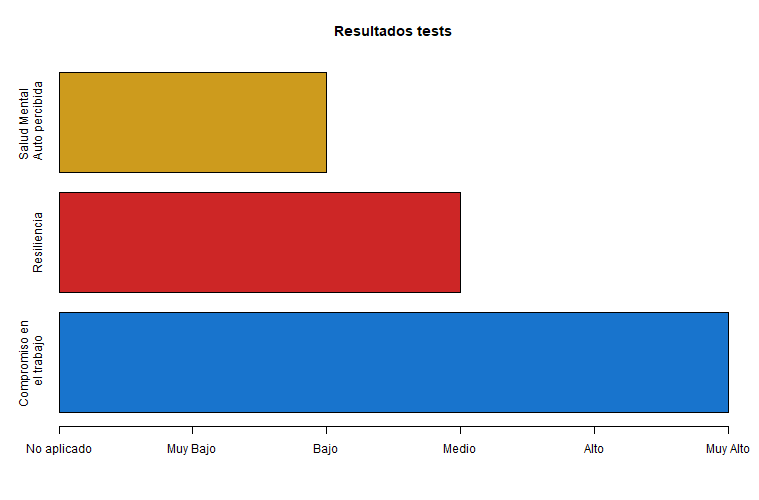 Resultados tests
Salud Mental
Auto percibida
Resiliencia
Compromiso en
el trabajo
No aplicado
Muy Bajo
Bajo
Medio
Alto
Muy Alto